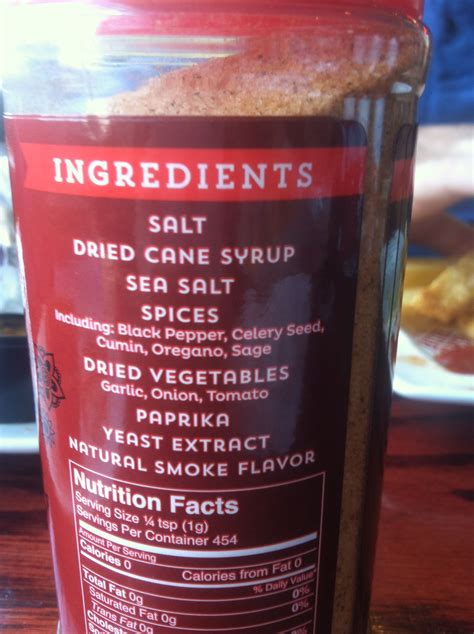 INGREDIENTS
SALT
DRIED CANE SYRUP
SEA SALT
SPICES
Including: Black Pepper, Celery Seed,
Cumin, Oregano, Sage
DRIED VEGETABLES
Garlic, Onion, Tomato
PAPRIKA
YEAST EXTRACT
NATURAL SMOKE FLAVOR
Nutrition Facts
Serving Size ¼ tsp (1g)
Servings Per Container 454
Amount Per Serving
Calories 0 Calories from Fat 0
% Daily Value*
Total Fat 0g 0%
Saturated Fat 0g 0%
Trans Fat 0g